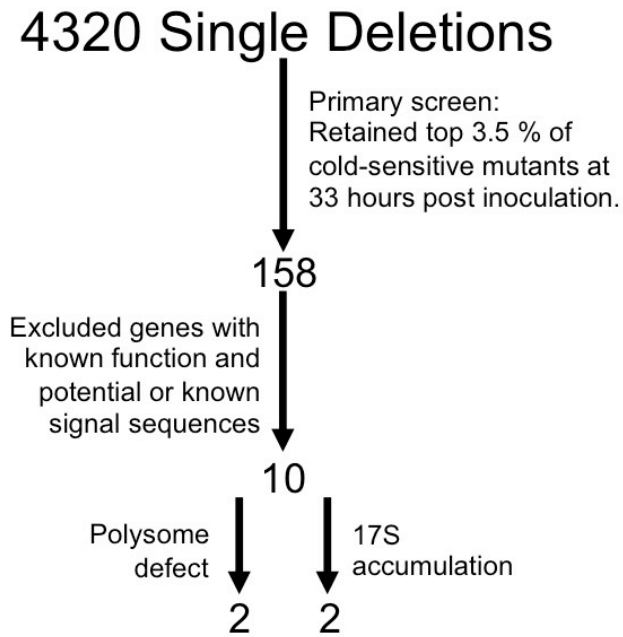 4320 Single Deletions
Primary screen:
Retained top 3.5 % of
cold-sensitive mutants at
33 hours post inoculation.
158
Excluded genes with
known function and
potential or known
signal sequences
10
Polysome
defect
17S
accumulation
2
2